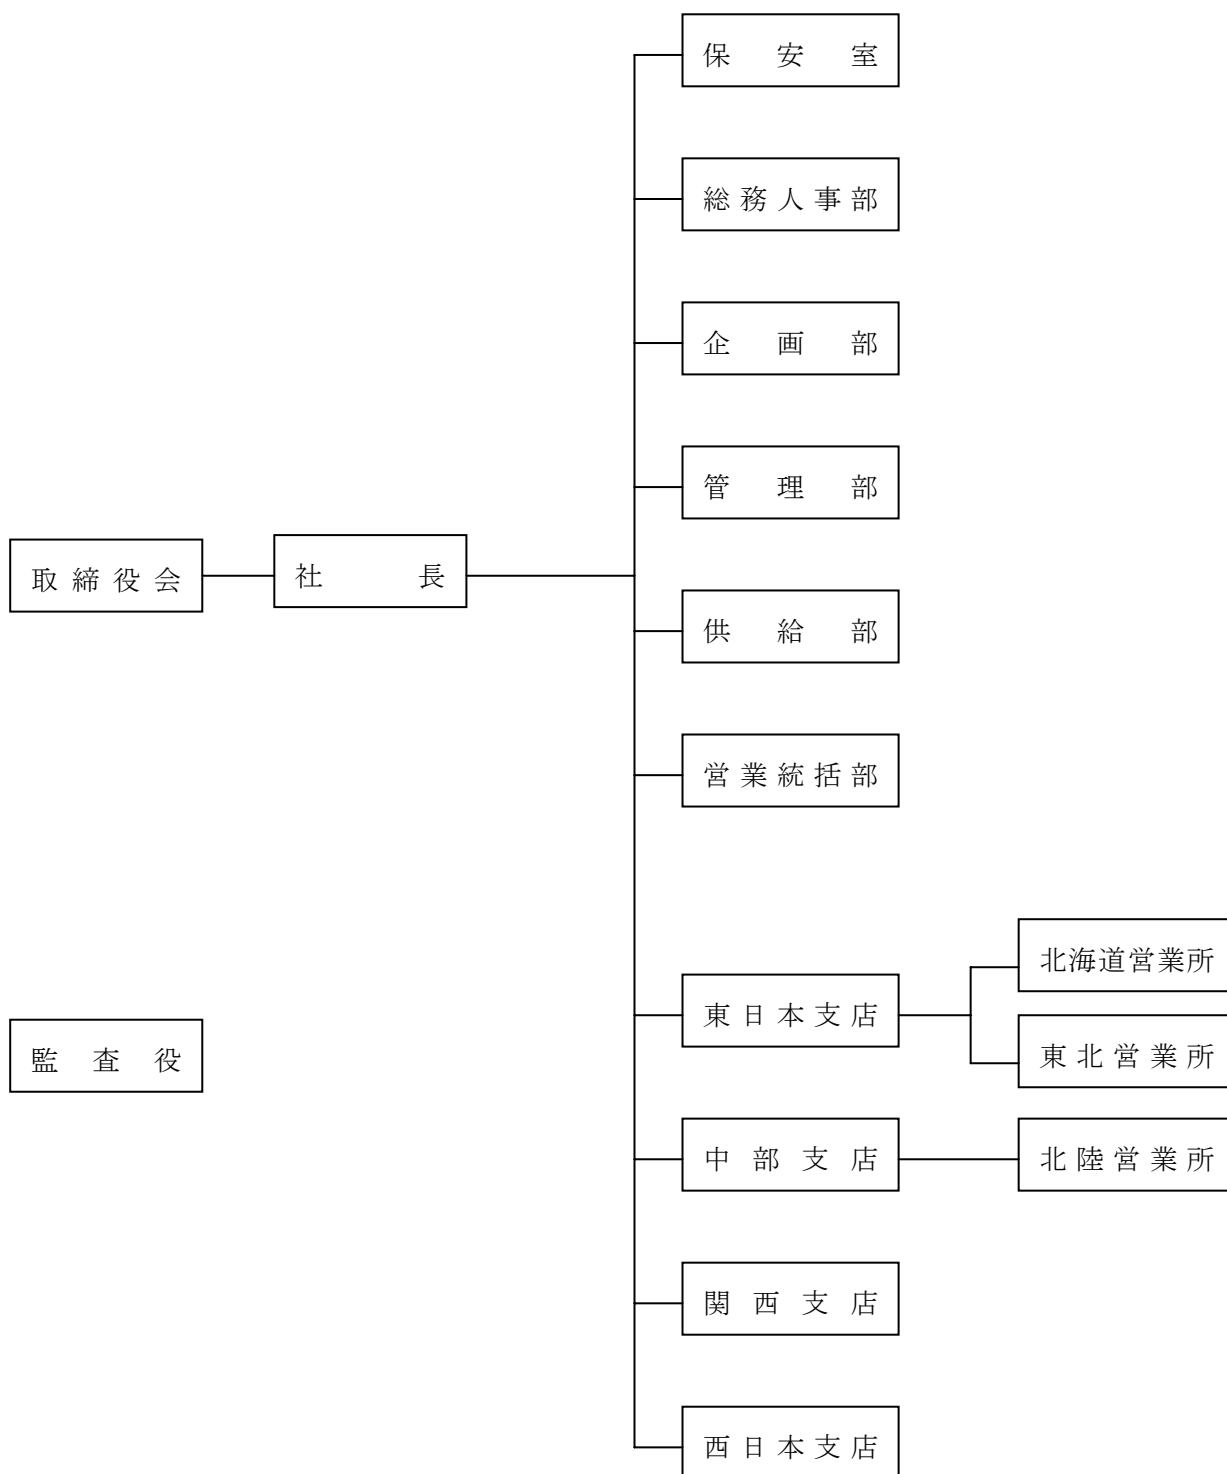 保安室
総務人事部
企画部
管理部
取締役会
社長
供給部
営業統括部
北海道営業所
東日本支店
監査役
東北営業所
中部支店
北陸営業所
関西支店
西日本支店